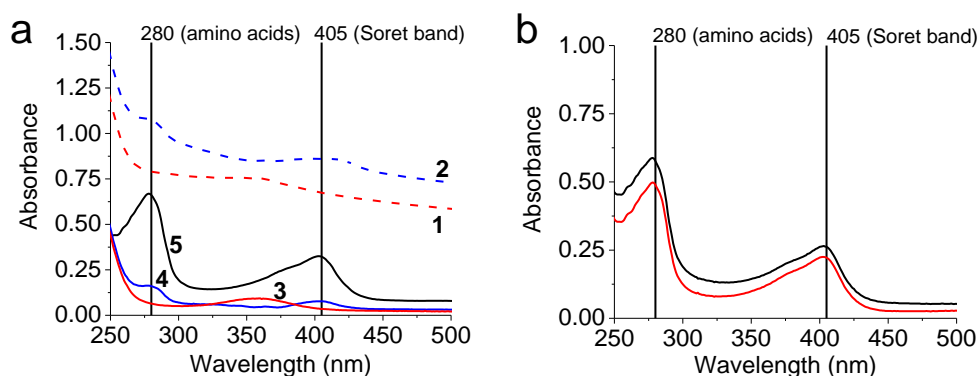 a
280 (amino acids) 405 (Soret band)
1.50
1.25
1.00
0.75
0.50
0.25
0.00
Absorbance
2
1
5
4
3
250 300 350 400 450 500
Wavelength (nm)
b
280 (amino acids) 405 (Soret band)
1.00
0.75
0.50
0.25
0.00
Absorbance
250 300 350 400 450 500
Wavelength (nm)